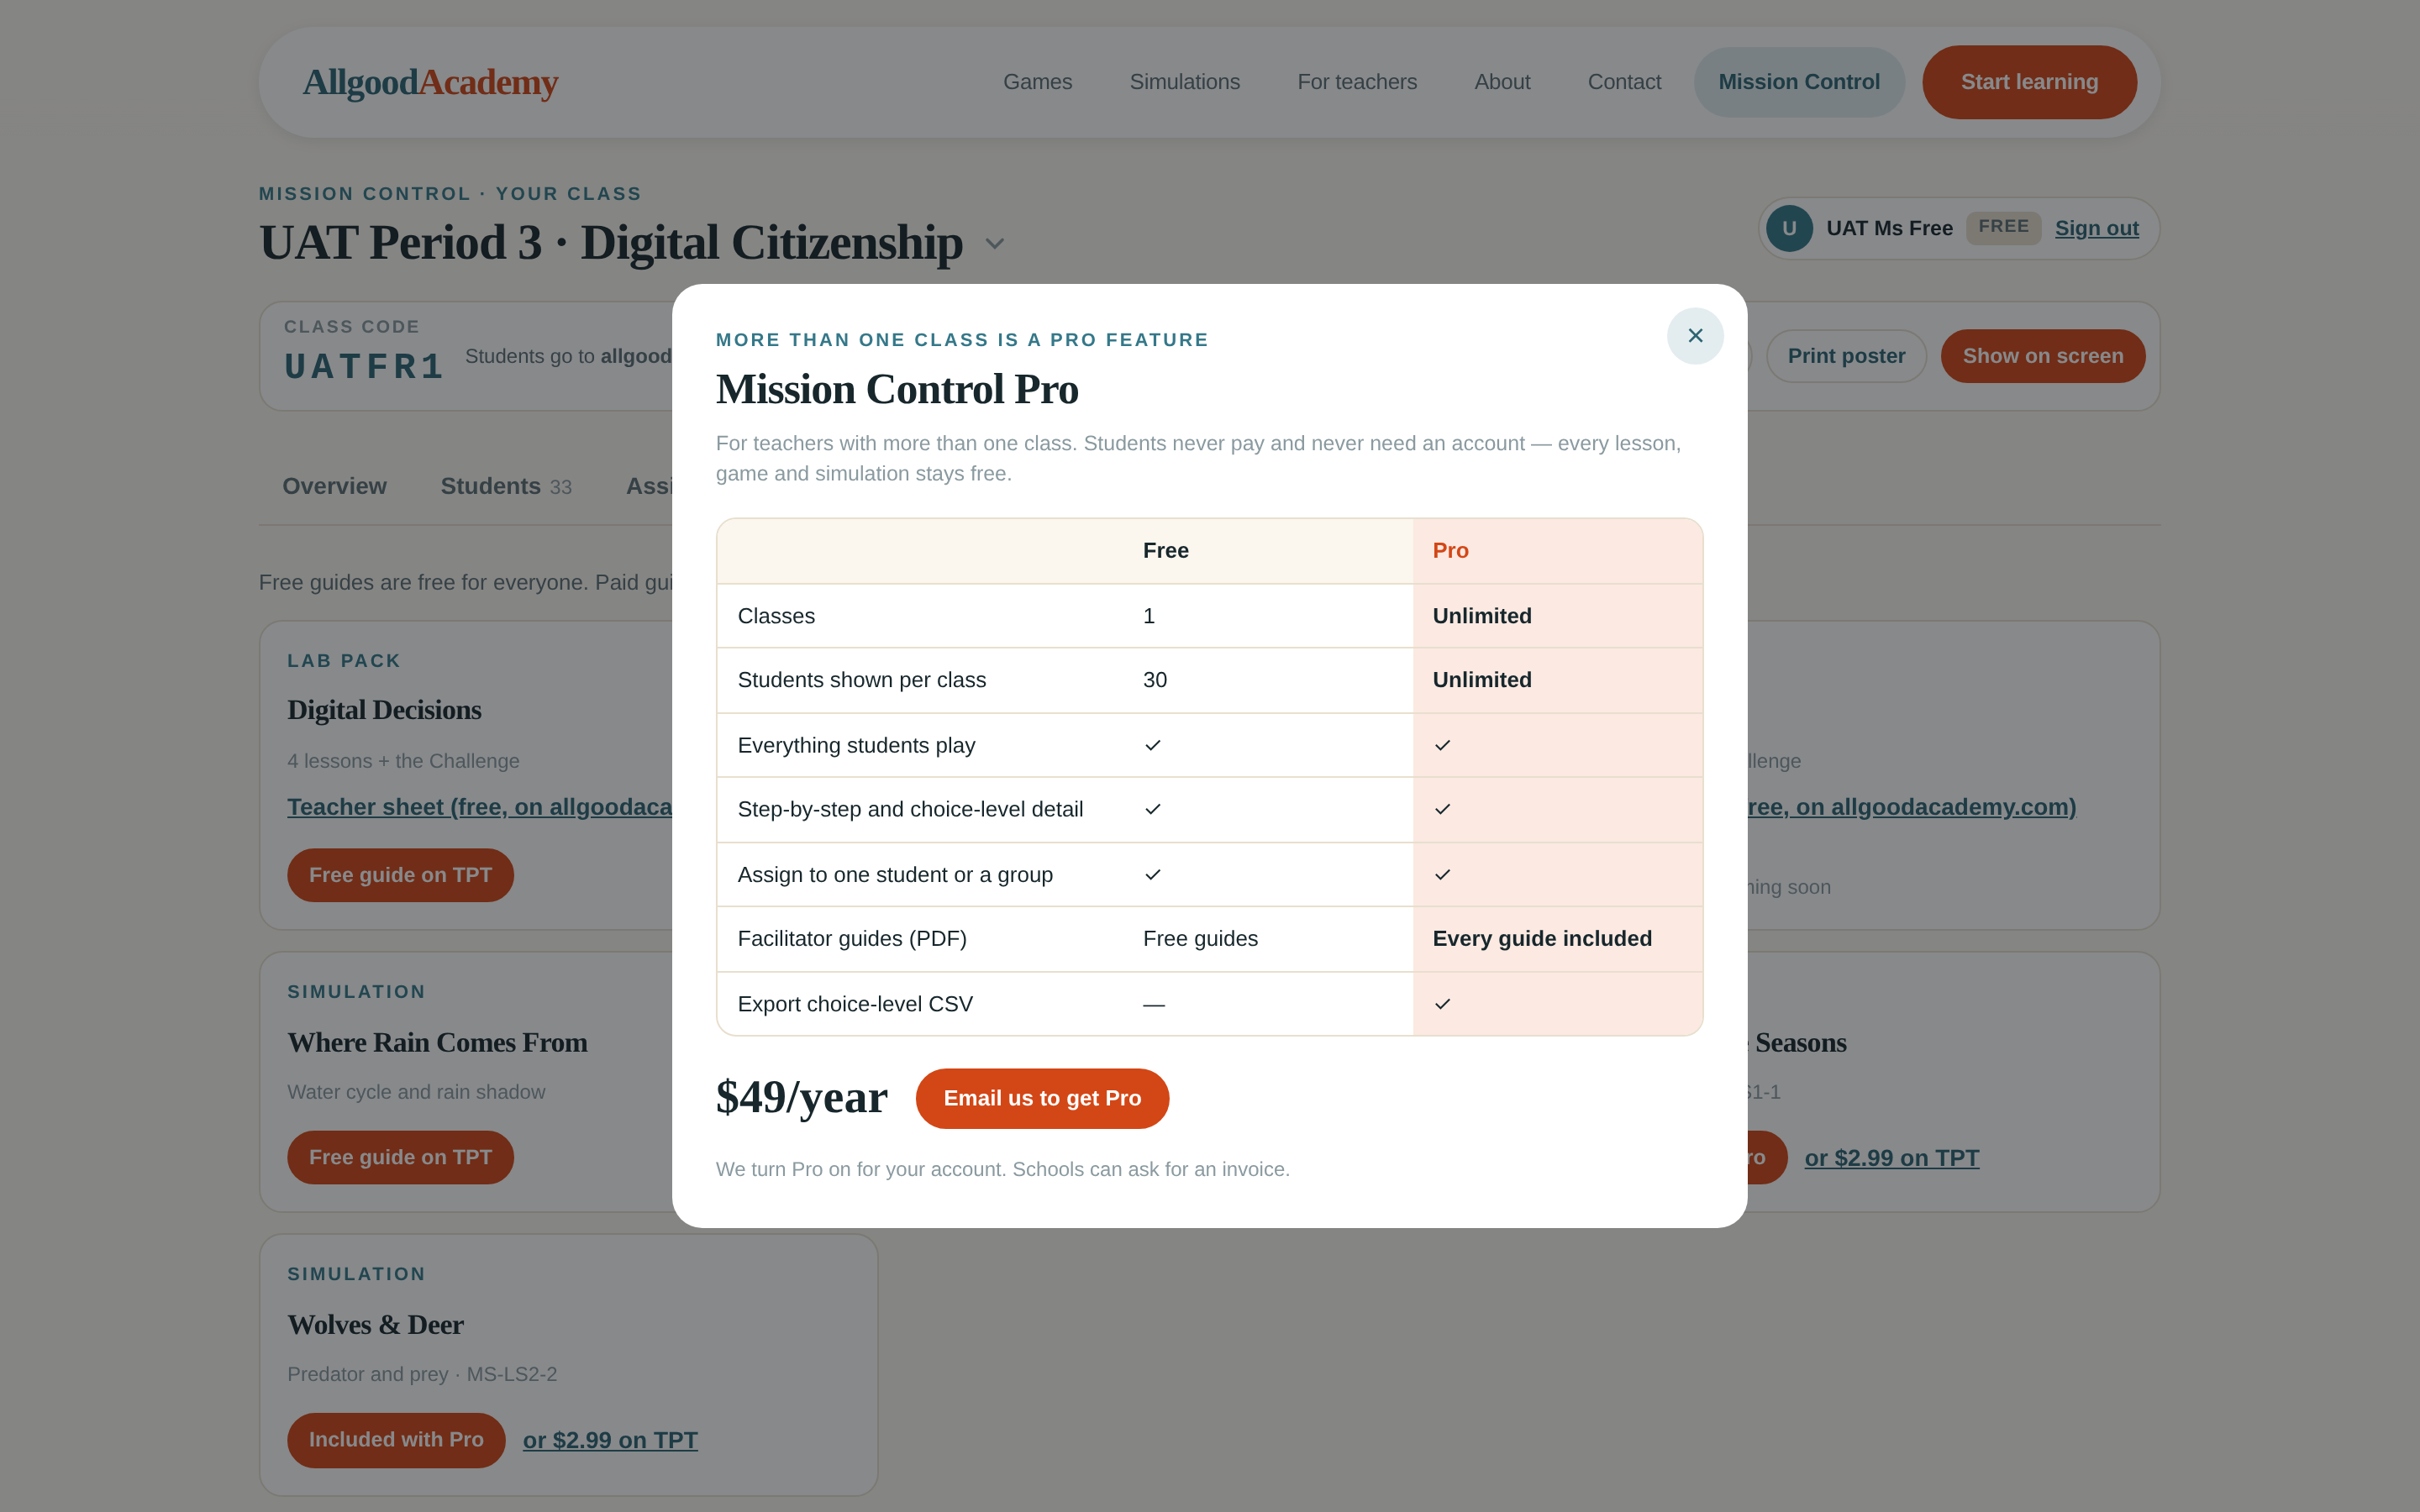 AllgoodAcademy
Games Simulations For teachers About Contact Mission Control Start learning
MISSION CONTROL · YOUR CLASS
UAT Period 3 · Digital Citizenship
U UAT Ms Free FREE Sign out
CLASS CODE
UATFR1 Students go to allgood
Print poster Show on screen
Overview Students 33
Free guides are free for everyone. Paid
LAB PACK
Digital Decisions
4 lessons + the Challenge
Teacher sheet (free, on
Free guide on TPT
on allgoodacademy.com)
soon
SIMULATION
Where Rain Comes From
Water cycle and rain shadow
Free guide on TPT
Seasons
or $2.99 on TPT
SIMULATION
Wolves & Deer
Predator and prey · MS-LS2-2
Included with Pro or $2.99 on TPT
MORE THAN ONE CLASS IS A PRO FEATURE
Mission Control Pro
For teachers with more than one class. Students never pay and never need an account — every lesson,
game and simulation stays free.
Free Pro
Classes 1 Unlimited
Students shown per class 30 Unlimited
Everything students play ✓ ✓
Step-by-step and choice-level detail ✓ ✓
Assign to one student or a group ✓ ✓
Facilitator guides (PDF) Free guides Every guide included
Export choice-level CSV — ✓
$49/year Email us to get Pro
We turn Pro on for your account. Schools can ask for an invoice.